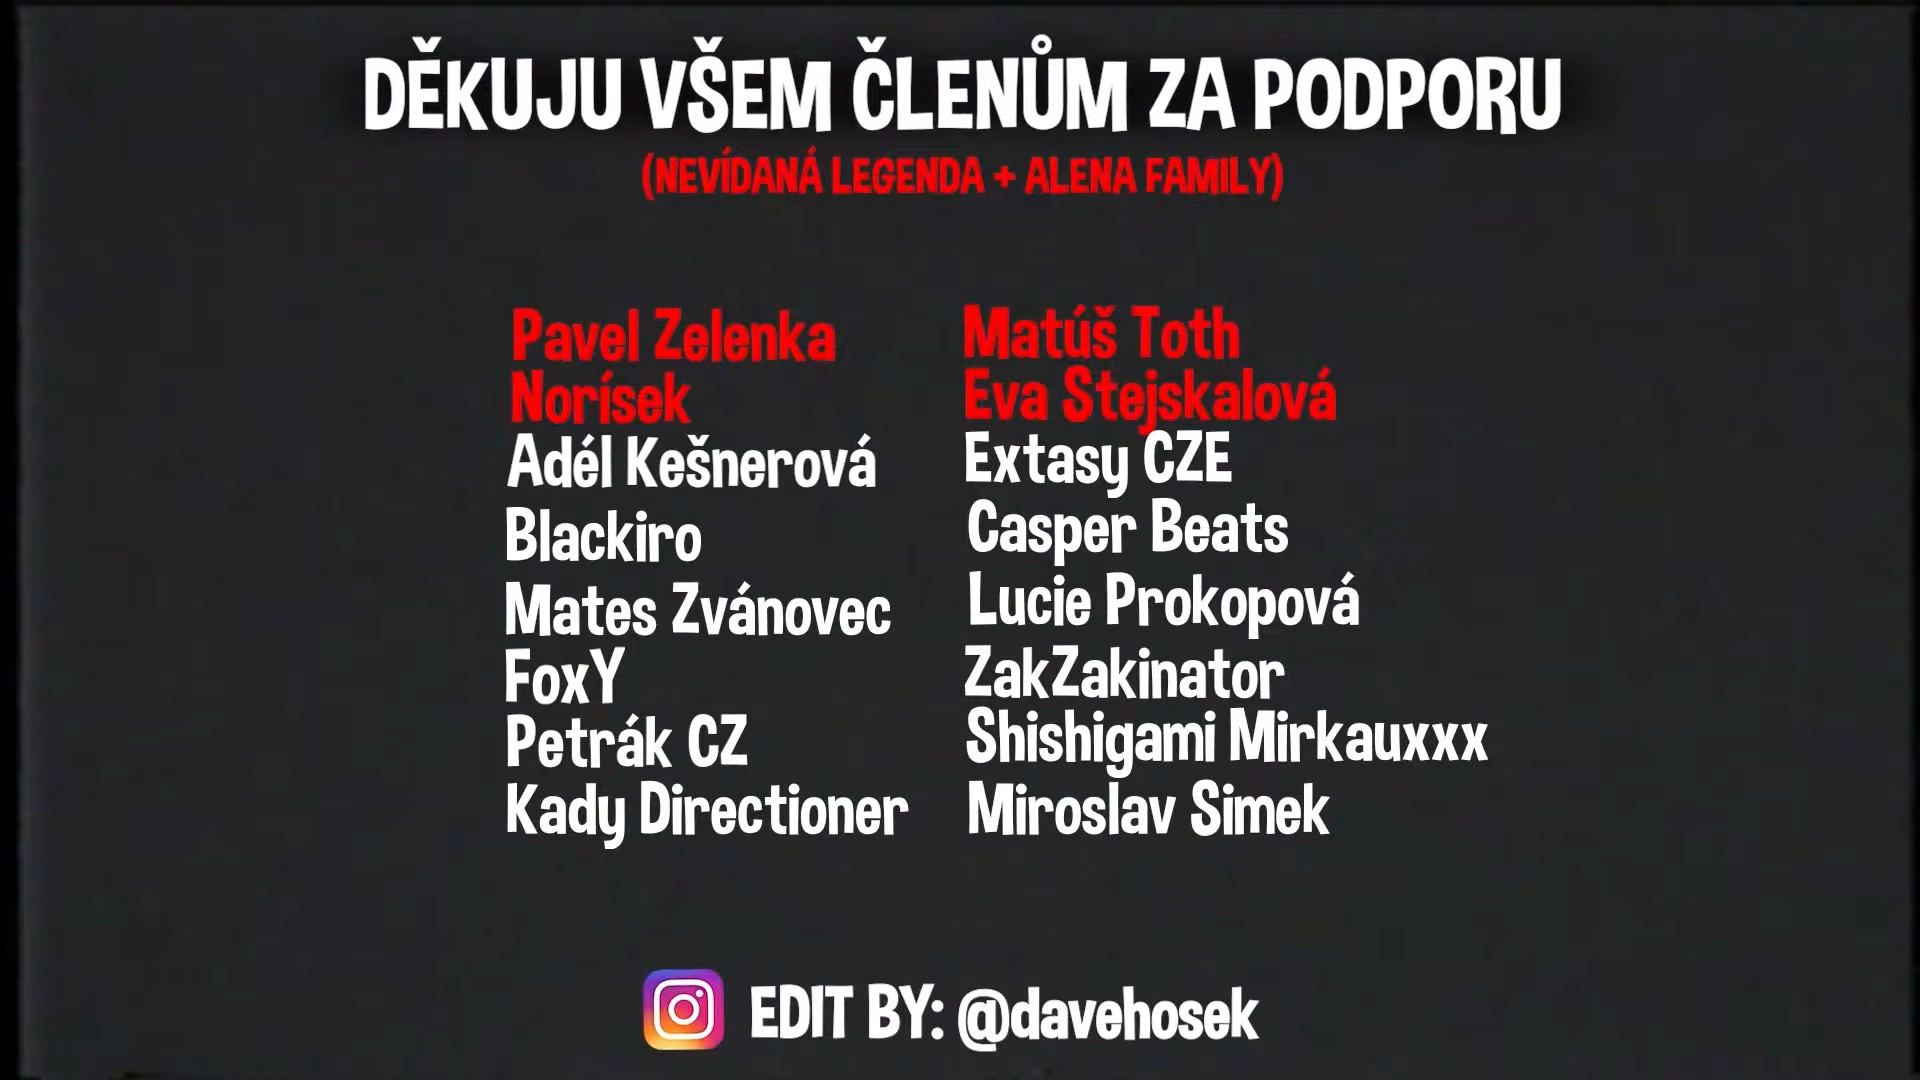 DĚKUJU VŠEM ČLENŮM ZA PODPORU
(NEVÍDANÁ LEGENDA + ALENA FAMILY)
Pavel Zelenka
Norísek
Adél Kešnerová
Blackiro
Mates Zvánovec
FoxY
Petrák CZ
Kady Directioner
Matúš Toth
Eva Stejskalová
Extasy CZE
Casper Beats
Lucie Prokopová
ZakZakinator
Shishigami Mirkauxxx
Miroslav Simek
EDIT BY: @davehosek